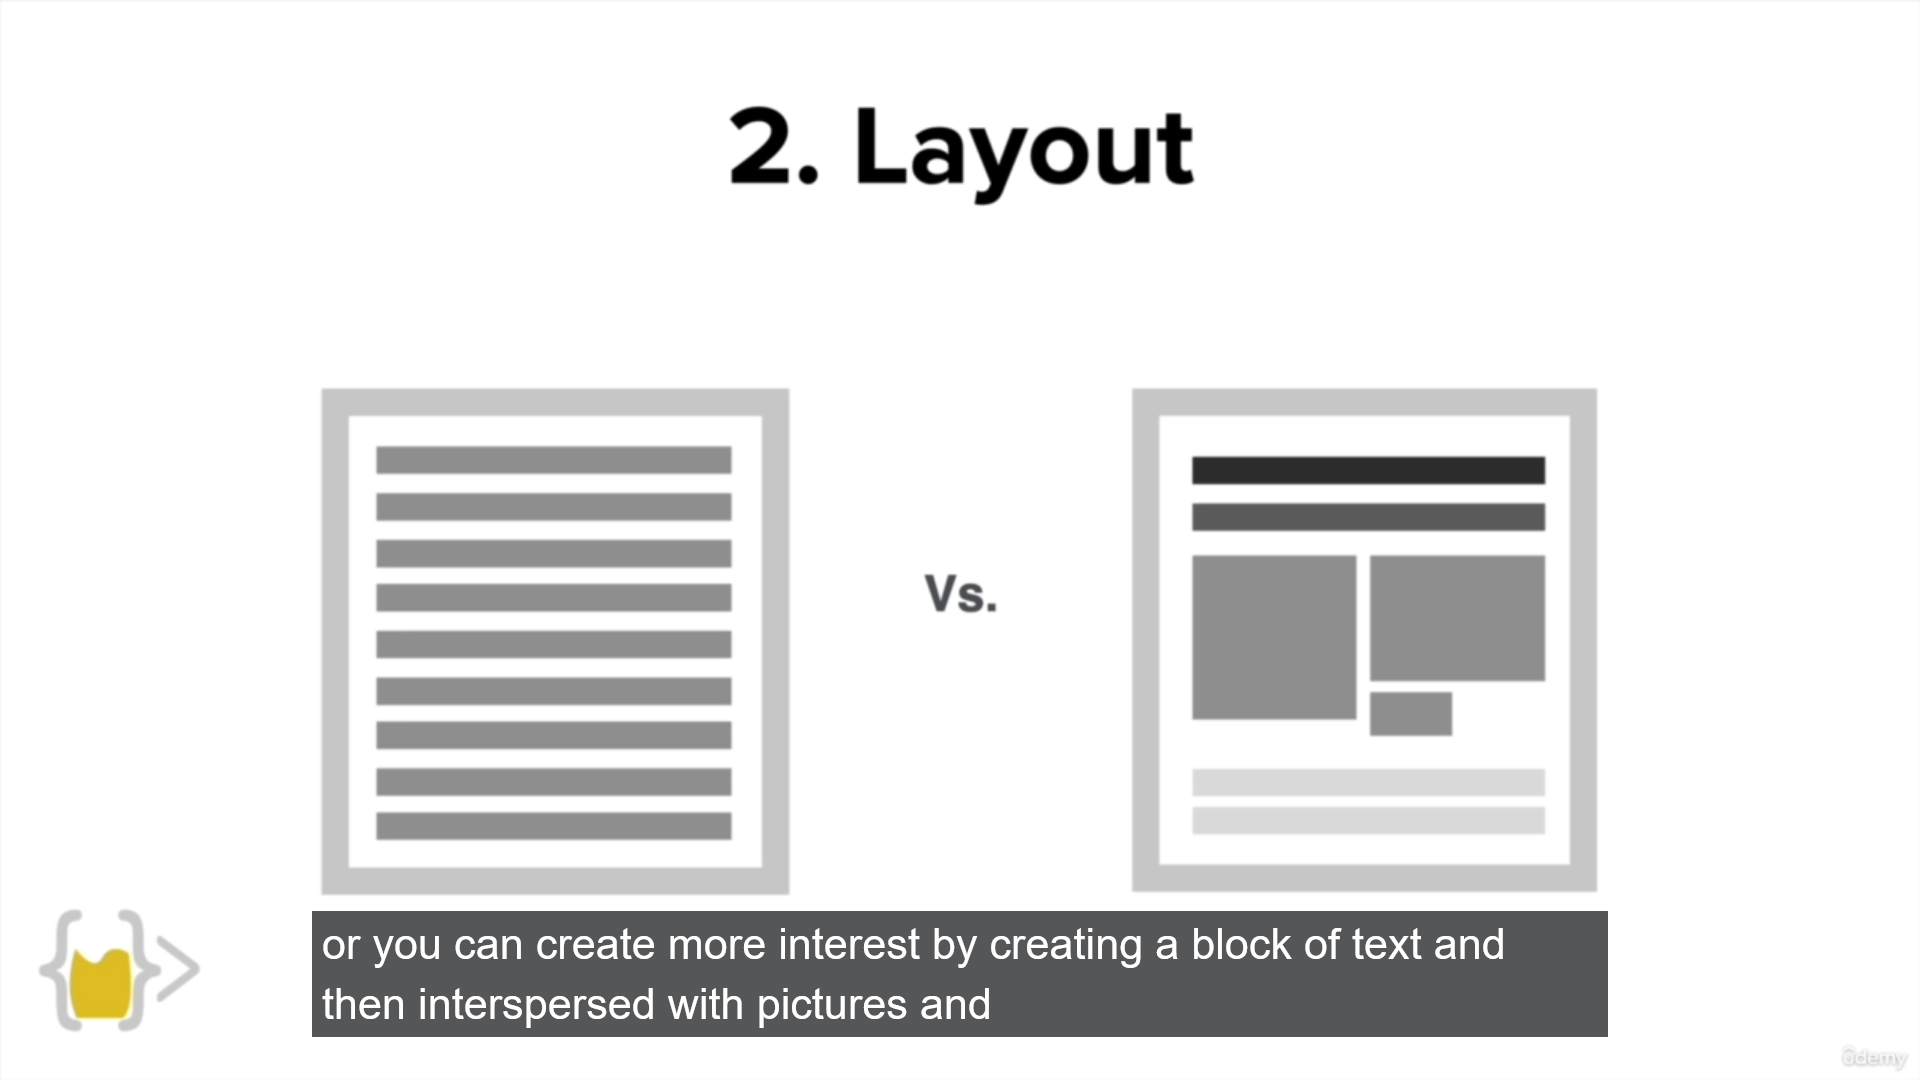 2. Layout
Vs.
or you can create more interest by creating a block of text and
then interspersed with pictures and
ûdemy